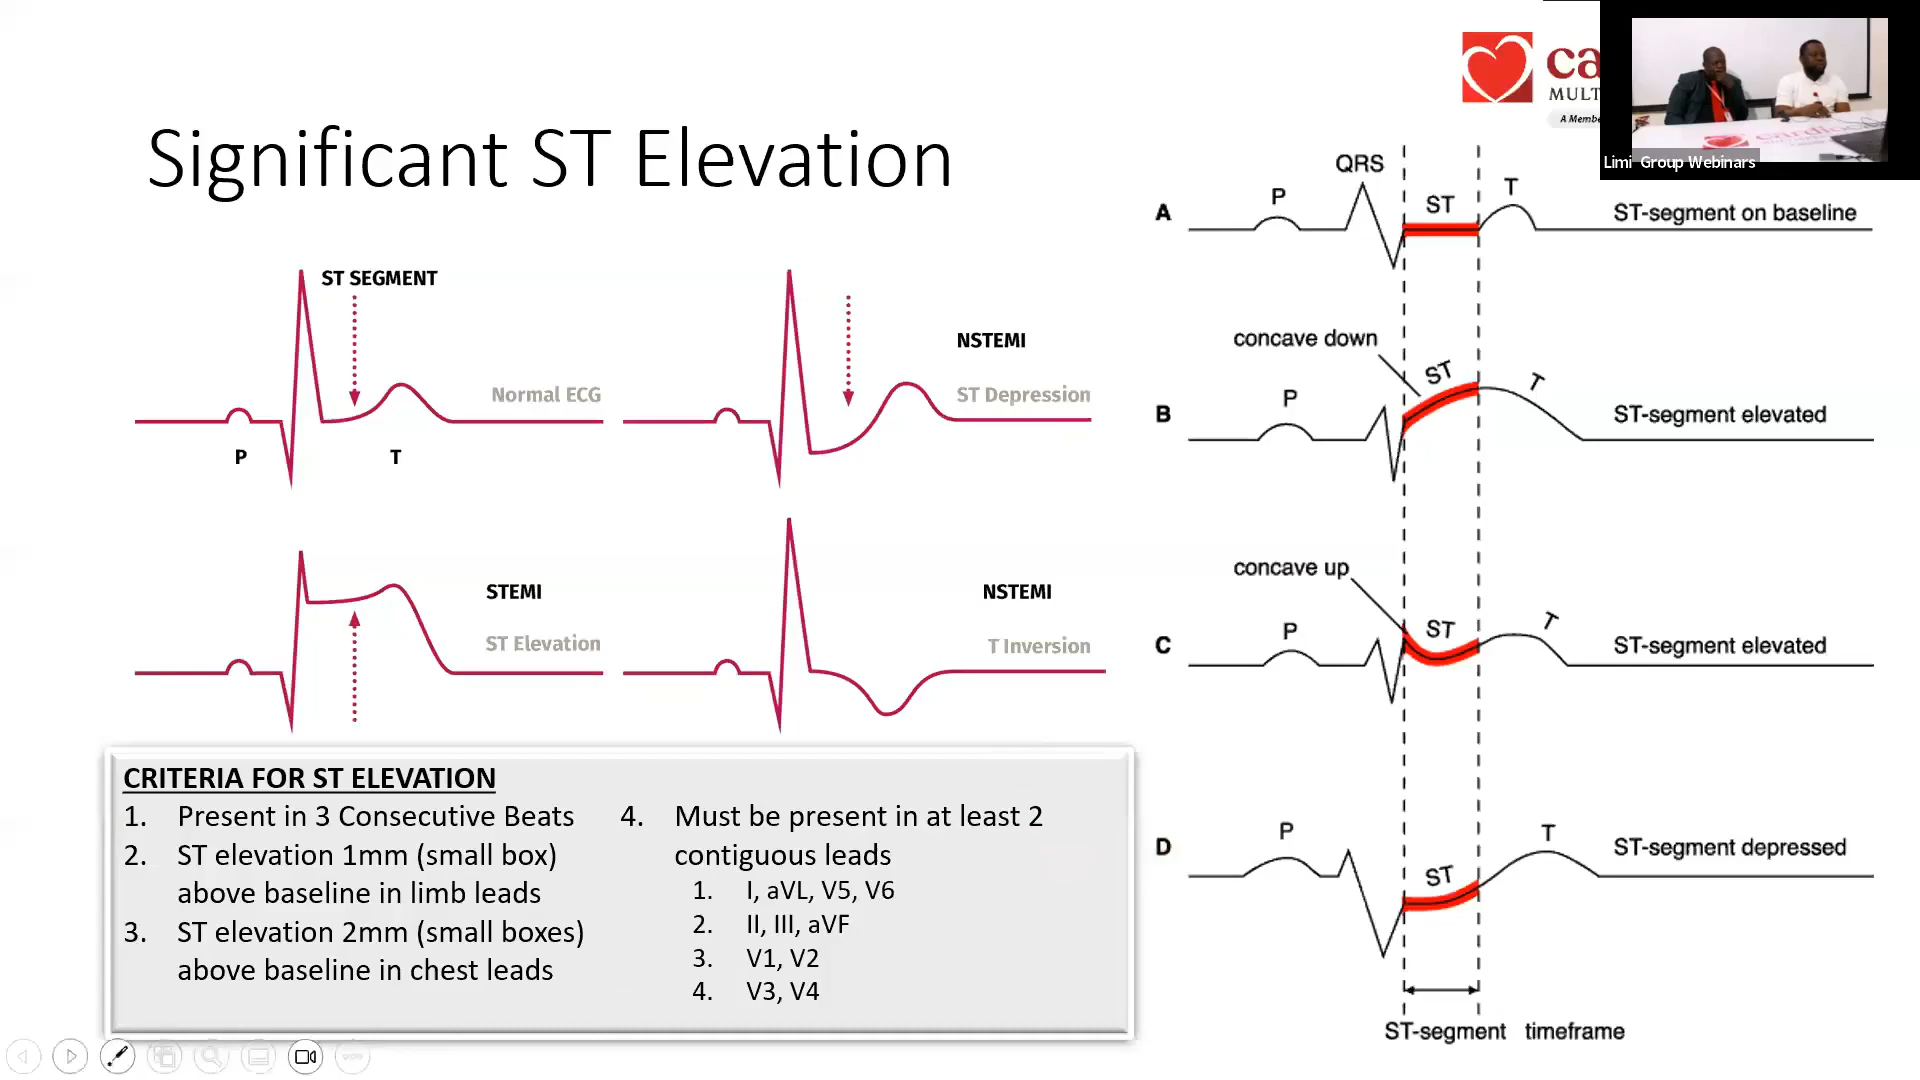 Significant ST Elevation
ca
MULT
A Membe
Limi Group Webinars
ST SEGMENT
Normal ECG
P
T
NSTEMI
ST Depression
STEMI
ST Elevation
NSTEMI
T Inversion
CRITERIA FOR ST ELEVATION
1. Present in 3 Consecutive Beats
2. ST elevation 1mm (small box)
above baseline in limb leads
3. ST elevation 2mm (small boxes)
above baseline in chest leads
4. Must be present in at least 2
contiguous leads
1. I, aVL, V5, V6
2. II, III, aVF
3. V1, V2
4. V3, V4
QRS
A
P
ST
T
ST-segment on baseline
concave down
B
P
ST
T
ST-segment elevated
concave up
C
P
ST
T
ST-segment elevated
D
P
ST
T
ST-segment depressed
ST-segment timeframe